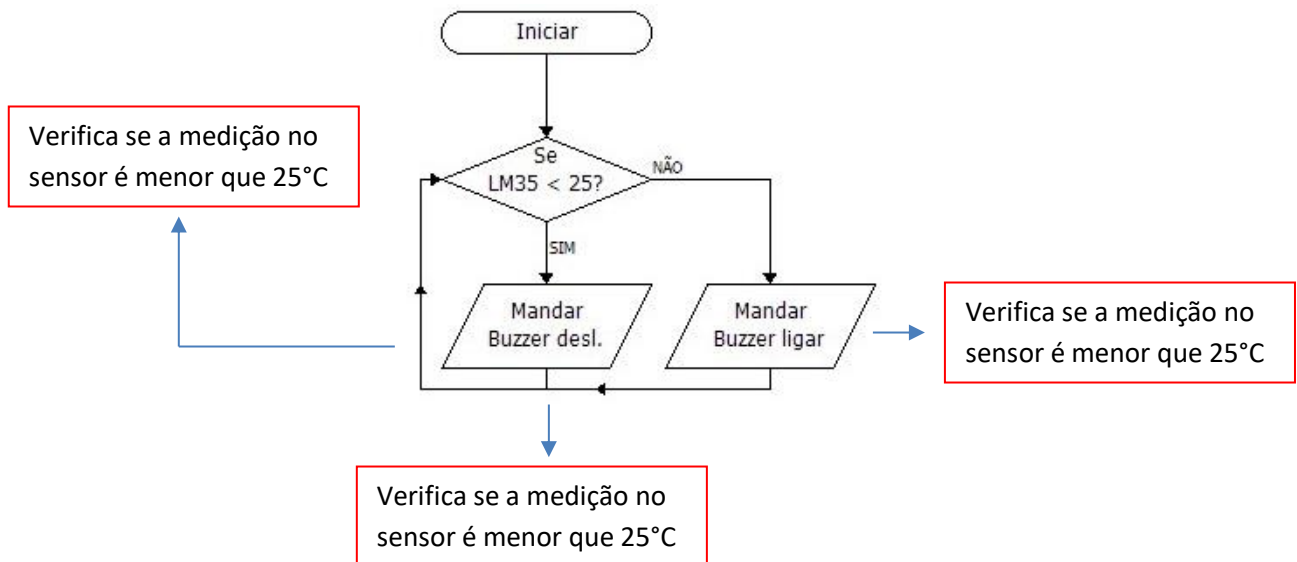 Iniciar
Verifica se a medição no
sensor é menor que 25°C
Se
LM35 < 25?
NÃO
SIM
Mandar
Buzzer desl.
Mandar
Buzzer ligar
Verifica se a medição no
sensor é menor que 25°C
Verifica se a medição no
sensor é menor que 25°C